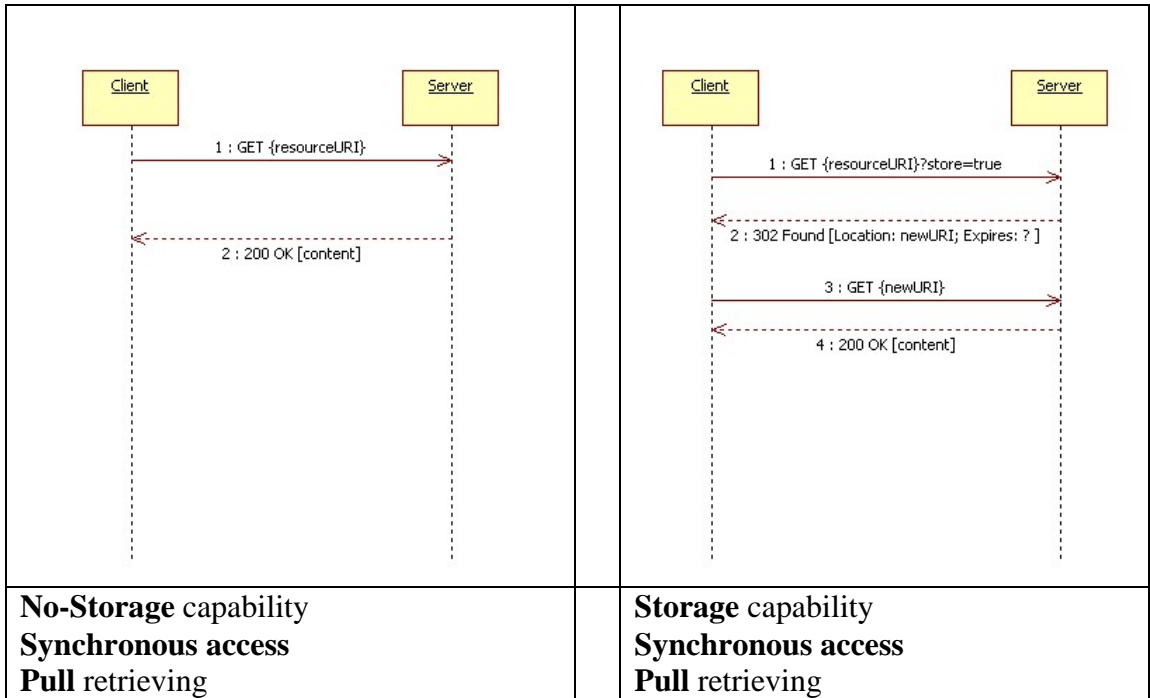 Client
Server
1 : GET {resourceURI}
2 : 200 OK [content]
No-Storage capability
Synchronous access
Pull retrieving
Client
Server
1 : GET {resourceURI}?store=true
2 : 302 Found [Location: newURI; Expires: ? ]
3 : GET {newURI}
4 : 200 OK [content]
Storage capability
Synchronous access
Pull retrieving